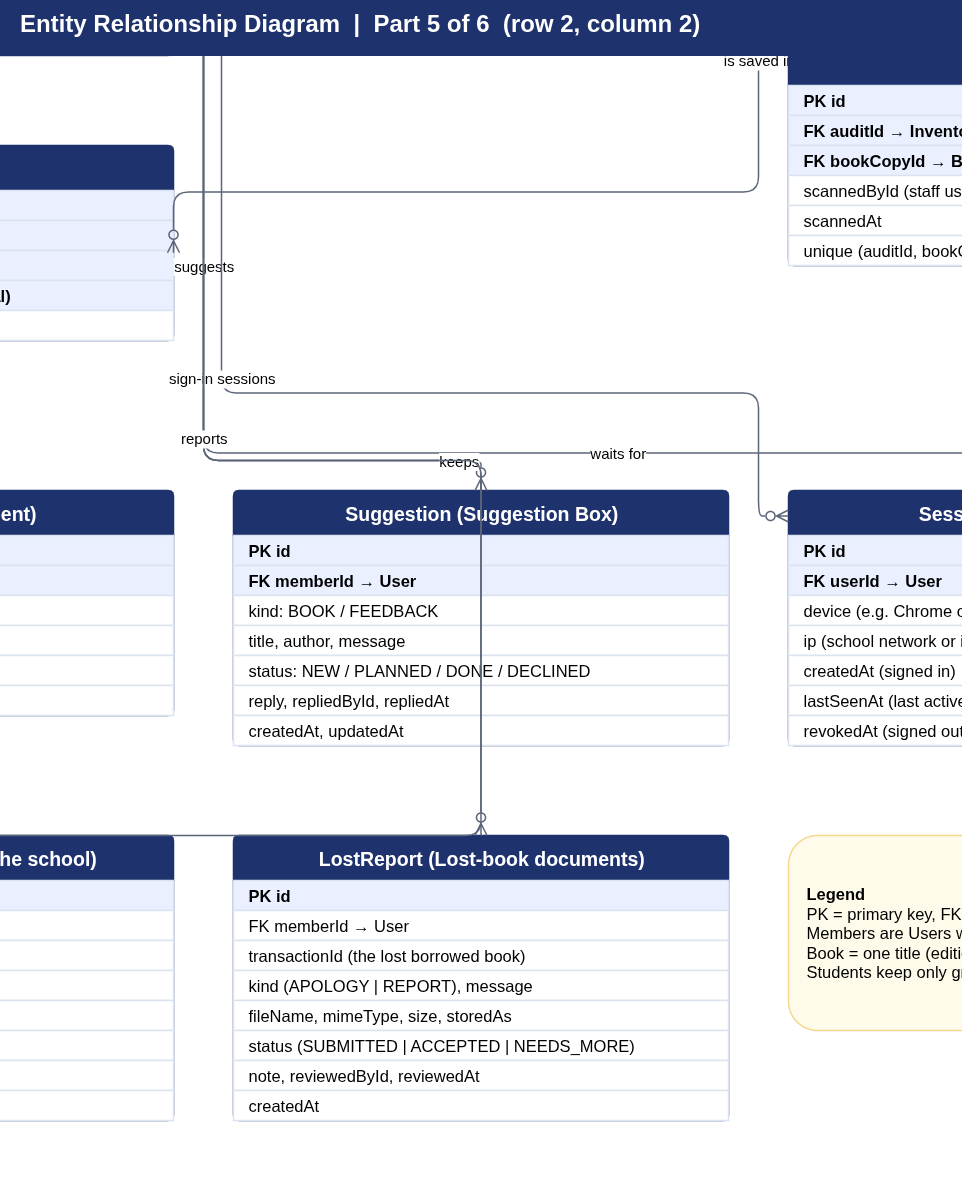 Entity Relationship Diagram | Part 5 of 6 (row 2, column 2)
is saved i
PK id
FK auditId → Invento
FK bookCopyId → B
scannedById (staff us
scannedAt
unique (auditId, bookC
l)
suggests
sign-in sessions
reports
keeps
waits for
ent)
Suggestion (Suggestion Box)
PK id
FK memberId → User
kind: BOOK / FEEDBACK
title, author, message
status: NEW / PLANNED / DONE / DECLINED
reply, repliedById, repliedAt
createdAt, updatedAt
Sess
PK id
FK userId → User
device (e.g. Chrome o
ip (school network or i
createdAt (signed in)
lastSeenAt (last active
revokedAt (signed out
he school)
LostReport (Lost-book documents)
PK id
FK memberId → User
transactionId (the lost borrowed book)
kind (APOLOGY | REPORT), message
fileName, mimeType, size, storedAs
status (SUBMITTED | ACCEPTED | NEEDS_MORE)
note, reviewedById, reviewedAt
createdAt
Legend
PK = primary key, FK
Members are Users w
Book = one title (editi
Students keep only g